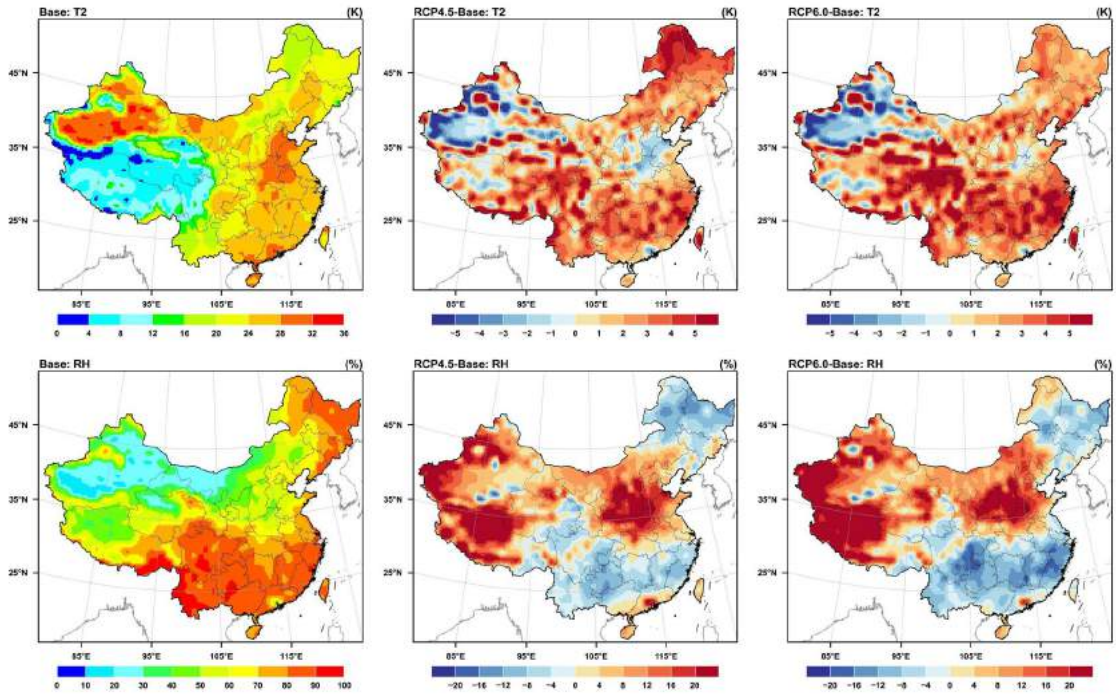 Base: T2 (K) RCP4.5-Base: T2 (K) RCP6.0-Base: T2 (K)
45°N 45°N 45°N
35°N 35°N 35°N
25°N 25°N 25°N
85°E 95°E 105°E 115°E 85°E 95°E 105°E 115°E 85°E 95°E 105°E 115°E
0 4 8 12 16 20 24 28 32 36 −5 −4 −3 −2 −1 0 1 2 3 4 5 −5 −4 −3 −2 −1 0 1 2 3 4 5
Base: RH (%) RCP4.5-Base: RH (%) RCP6.0-Base: RH (%)
45°N 45°N 45°N
35°N 35°N 35°N
25°N 25°N 25°N
85°E 95°E 105°E 115°E 85°E 95°E 105°E 115°E 85°E 95°E 105°E 115°E
0 10 20 30 40 50 60 70 80 90 100 −20 −16 −12 −8 −4 0 4 8 12 16 20 −20 −16 −12 −8 −4 0 4 8 12 16 20